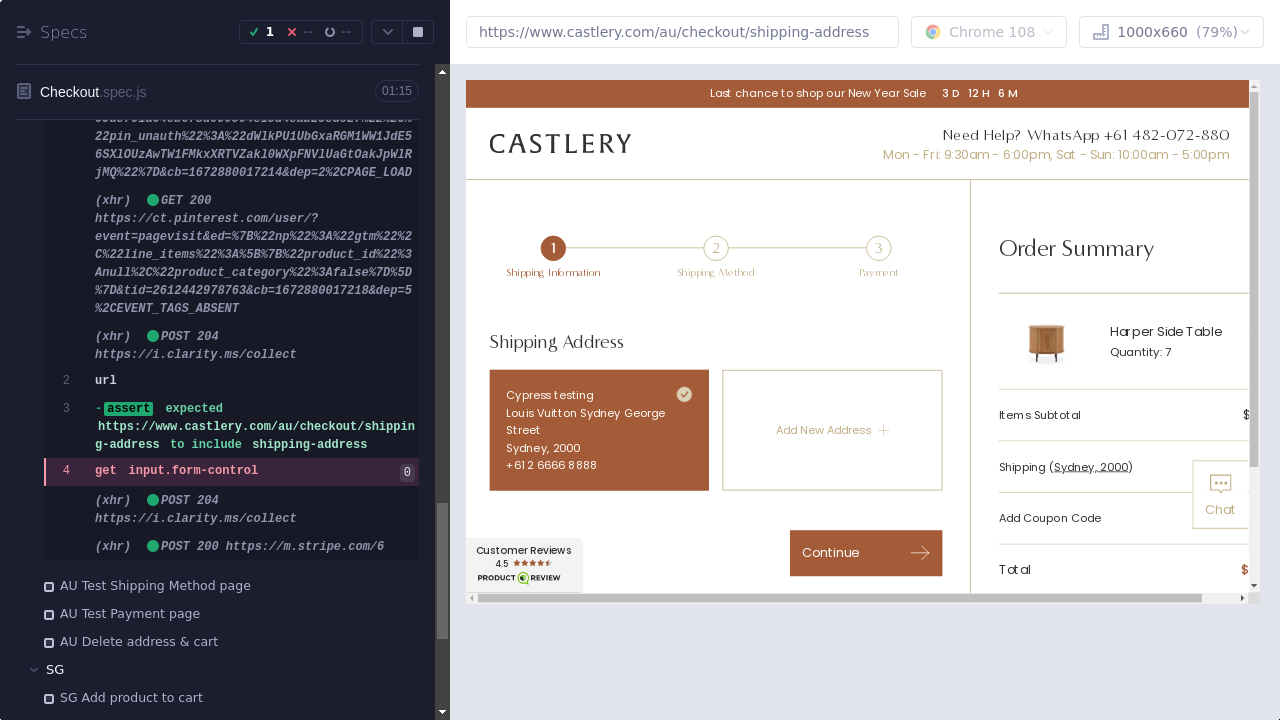 Specs
1
--
--
https://www.castlery.com/au/checkout/shipping-address
Chrome 108
1000x660 (79%)
Checkout.spec.js
01:15
22pin_unauth%22%3A%22dWlkPU1UbGxaRGM1WW1JdE5
6SXlOUzAwTW1FMkxXRTVZakl0WXpFNVlUaGtOakJpWlR
jMQ%22%7D&cb=1672880017214&dep=2%2CPAGE_LOAD
(xhr) GET 200
https://ct.pinterest.com/user/?
event=pagevisit&ed=%7B%22np%22%3A%22gtm%22%2
C%22line_items%22%3A%5B%7B%22product_id%22%3
Anull%2C%22product_category%22%3Afalse%7D%5D
%7D&tid=2612442978763&cb=1672880017218&dep=5
%2CEVENT_TAGS_ABSENT
(xhr) POST 204
https://i.clarity.ms/collect
2 url
3 -assert expected
https://www.castlery.com/au/checkout/shippin
g-address to include shipping-address
4 get input.form-control 0
(xhr) POST 204
https://i.clarity.ms/collect
(xhr) POST 200 https://m.stripe.com/6
AU Test Shipping Method page
AU Test Payment page
AU Delete address & cart
SG
SG Add product to cart
Last chance to shop our New Year Sale 3 D 12 H 6 M
CASTLERY
Need Help? WhatsApp +61 482-072-880
Mon - Fri: 9:30am - 6:00pm, Sat - Sun: 10:00am - 5:00pm
1
2
3
Shipping Information
Shipping Method
Payment
Shipping Address
Cypress testing
Louis Vuitton Sydney George
Street
Sydney, 2000
+61 2 6666 8888
Add New Address
Continue
Customer Reviews
4.5
PRODUCT REVIEW
Order Summary
Harper Side Table
Quantity: 7
Items Subtotal
$
Shipping (Sydney, 2000)
Add Coupon Code
Total
$
Chat